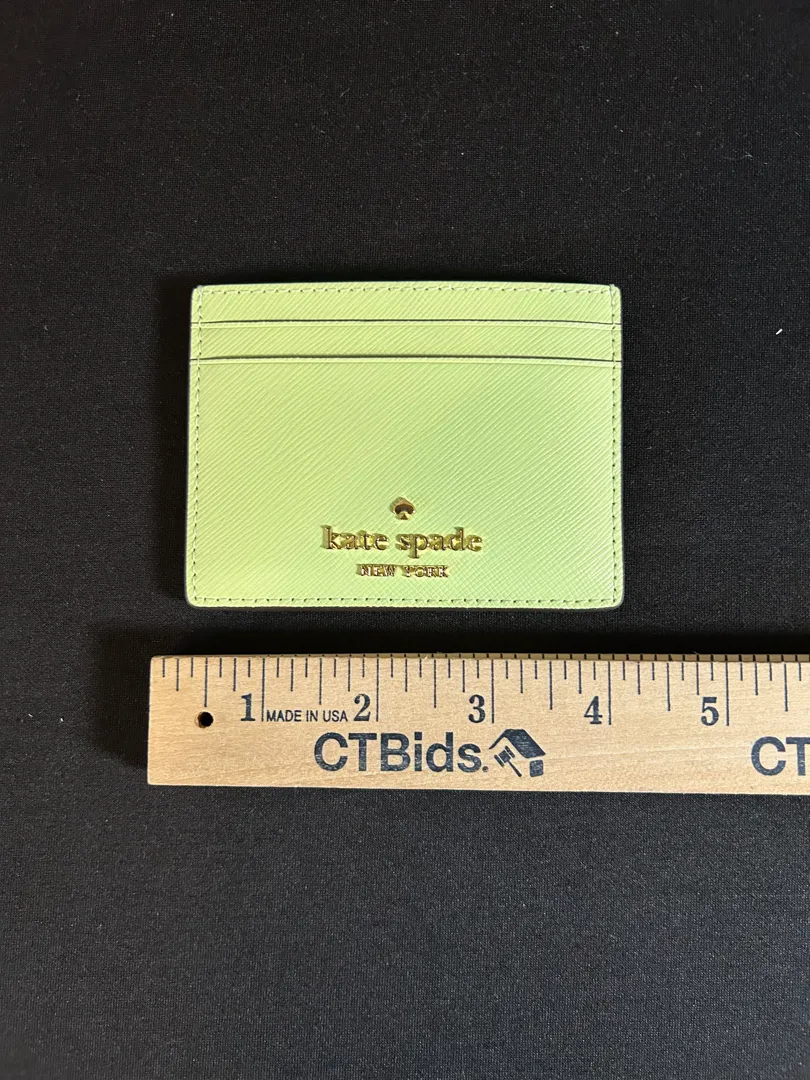 kate spade
NEW YORK
1 MADE IN USA 2 3 4 5
CTBids. CT